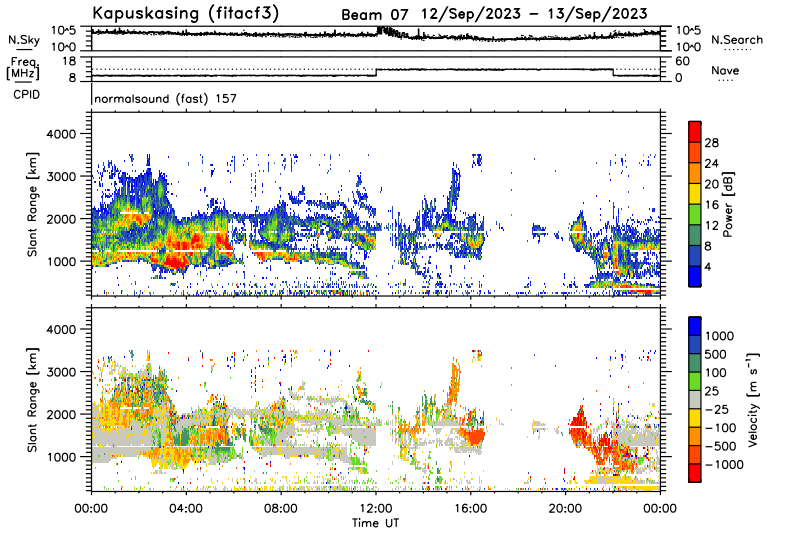 Kapuskasing (fitacf3) Beam 07 12/Sep/2023 − 13/Sep/2023
N.Sky 10^5 10^0 10^5 10^0 N.Search
Freq. [MHz] 18 8 60 0 Nave
CPID normalsound (fast) 157
Slant Range [km] 4000 3000 2000 1000
Power [dB] 28 24 20 16 12 8 4
Slant Range [km] 4000 3000 2000 1000
Velocity [m s−1] 1000 500 100 25 −25 −100 −500 −1000
00:00 04:00 08:00 12:00 16:00 20:00 00:00
Time UT